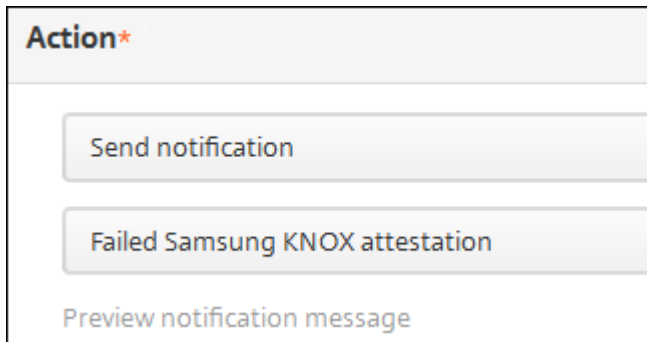 Action*
Send notification
Failed Samsung KNOX attestation
Preview notification message